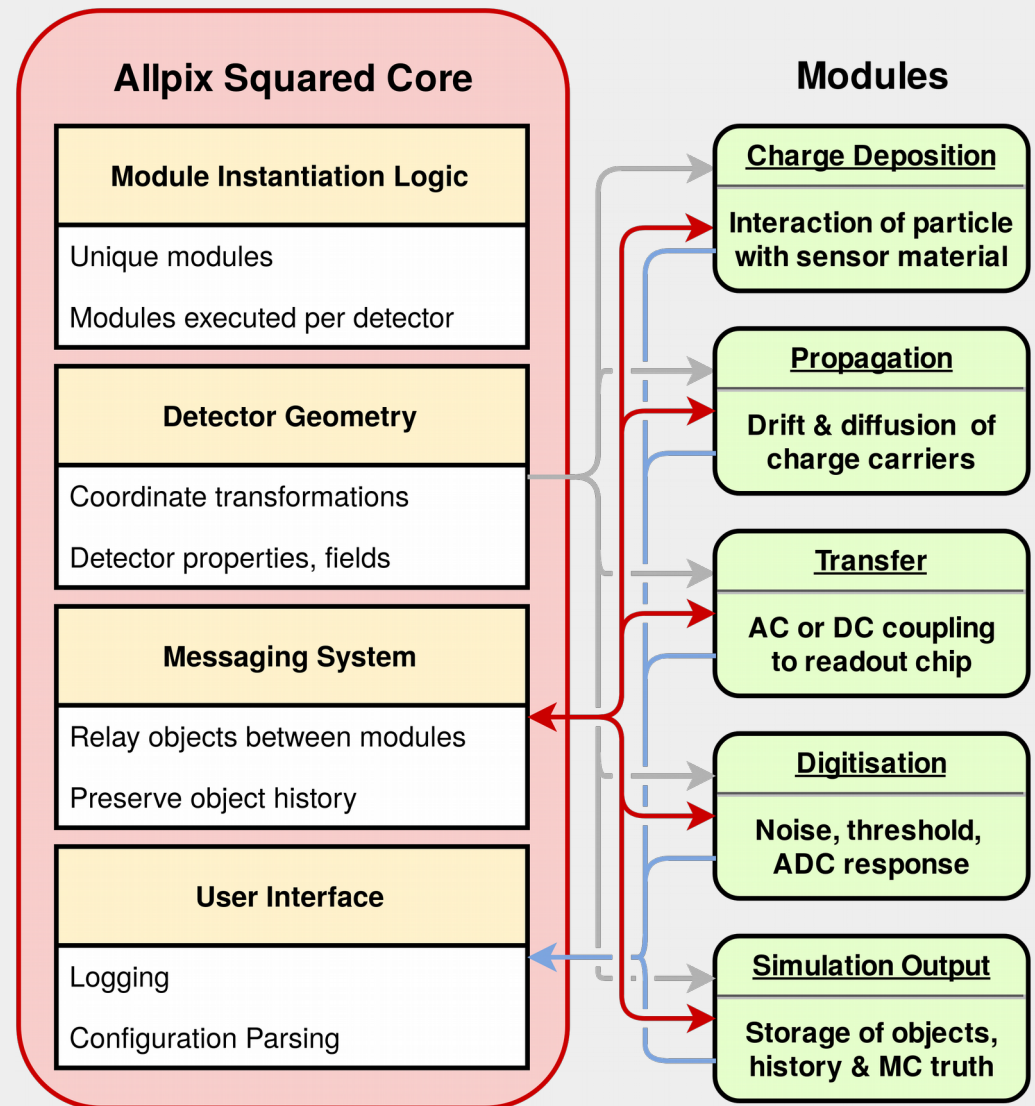 Allpix Squared Core
Module Instantiation Logic
Unique modules
Modules executed per detector
Detector Geometry
Coordinate transformations
Detector properties, fields
Messaging System
Relay objects between modules
Preserve object history
User Interface
Logging
Configuration Parsing
Modules
Charge Deposition
Interaction of particle
with sensor material
Propagation
Drift & diffusion of
charge carriers
Transfer
AC or DC coupling
to readout chip
Digitisation
Noise, threshold,
ADC response
Simulation Output
Storage of objects,
history & MC truth